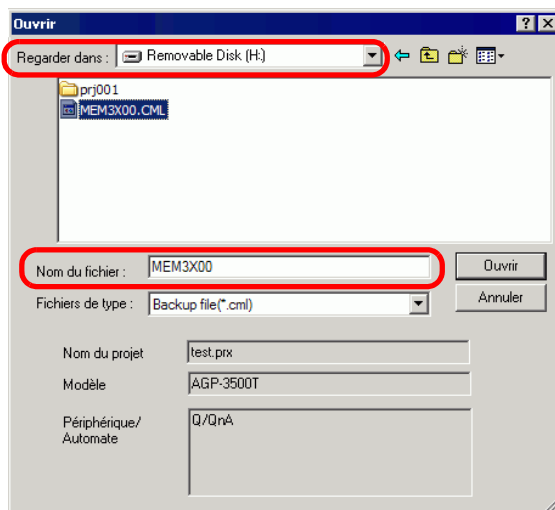 Ouvrir
Regarder dans : Removable Disk (H:)
prj001
MEM3X00.CML
Nom du fichier : MEM3X00 Ouvrir
Fichiers de type : Backup file(*.cml) Annuler
Nom du projet test.prx
Modèle AGP-3500T
Périphérique/ Q/QnA
Automate